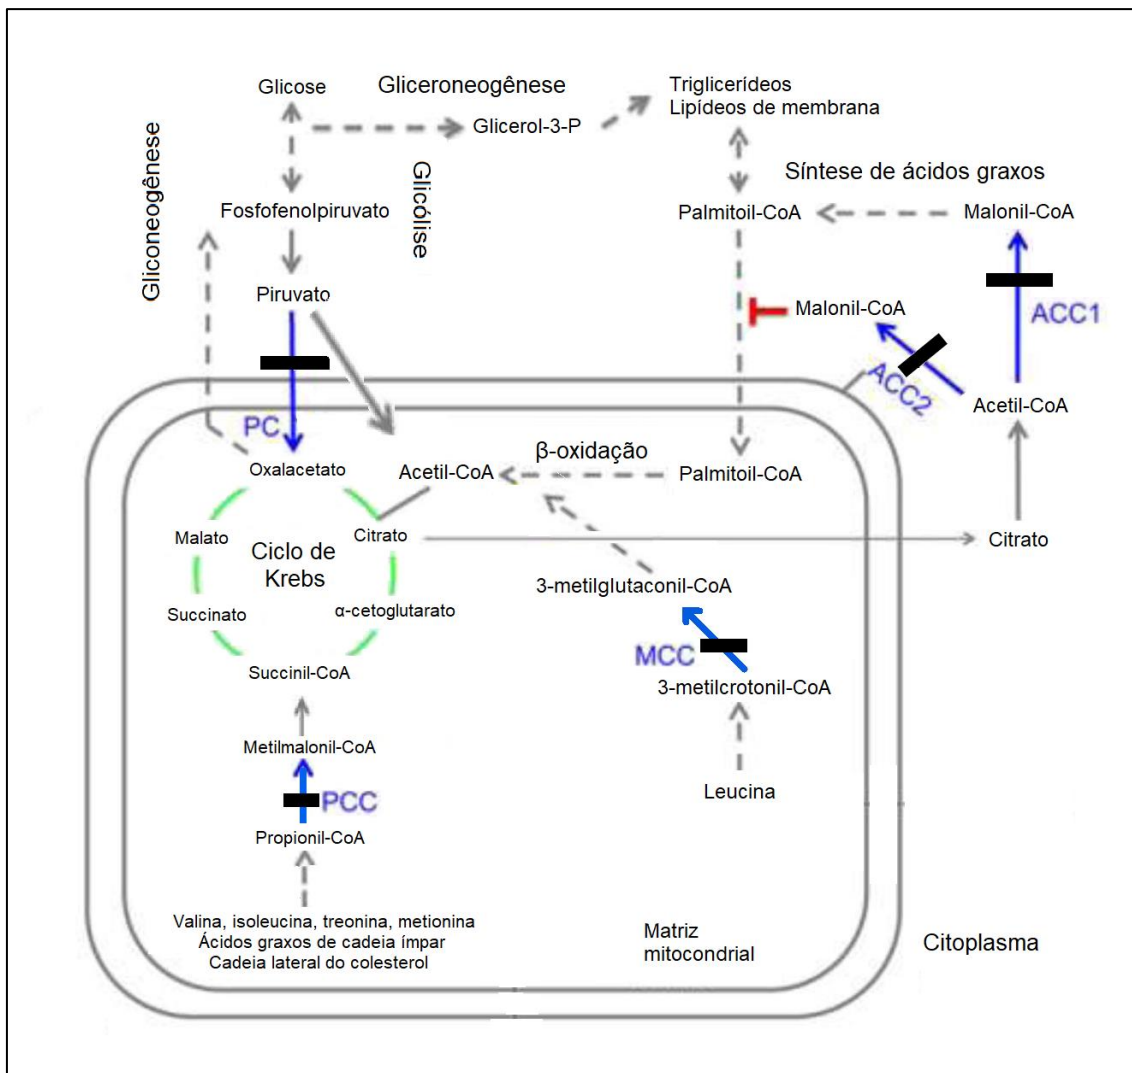 Glicose
Gliceroneogênese
Triglicerídeos
Lipídeos de membrana
Glicerol-3-P
Gliconeogênese
Glicólise
Síntese de ácidos graxos
Fosfofenolpiruvato
Palmitoil-CoA
Malonil-CoA
Piruvato
Malonil-CoA
ACC1
ACC2
Acetil-CoA
PC
β-oxidação
Oxalacetato
Acetil-CoA
Palmitoil-CoA
Malato
Citrato
Citrato
Ciclo de
Krebs
3-metilglutaconil-CoA
Succinato
α-cetoglutarato
MCC
Succinil-CoA
3-metilcrotonil-CoA
Metilmalonil-CoA
Leucina
PCC
Propionil-CoA
Valina, isoleucina, treonina, metionina
Ácidos graxos de cadeia ímpar
Cadeia lateral do colesterol
Matriz
mitocondrial
Citoplasma